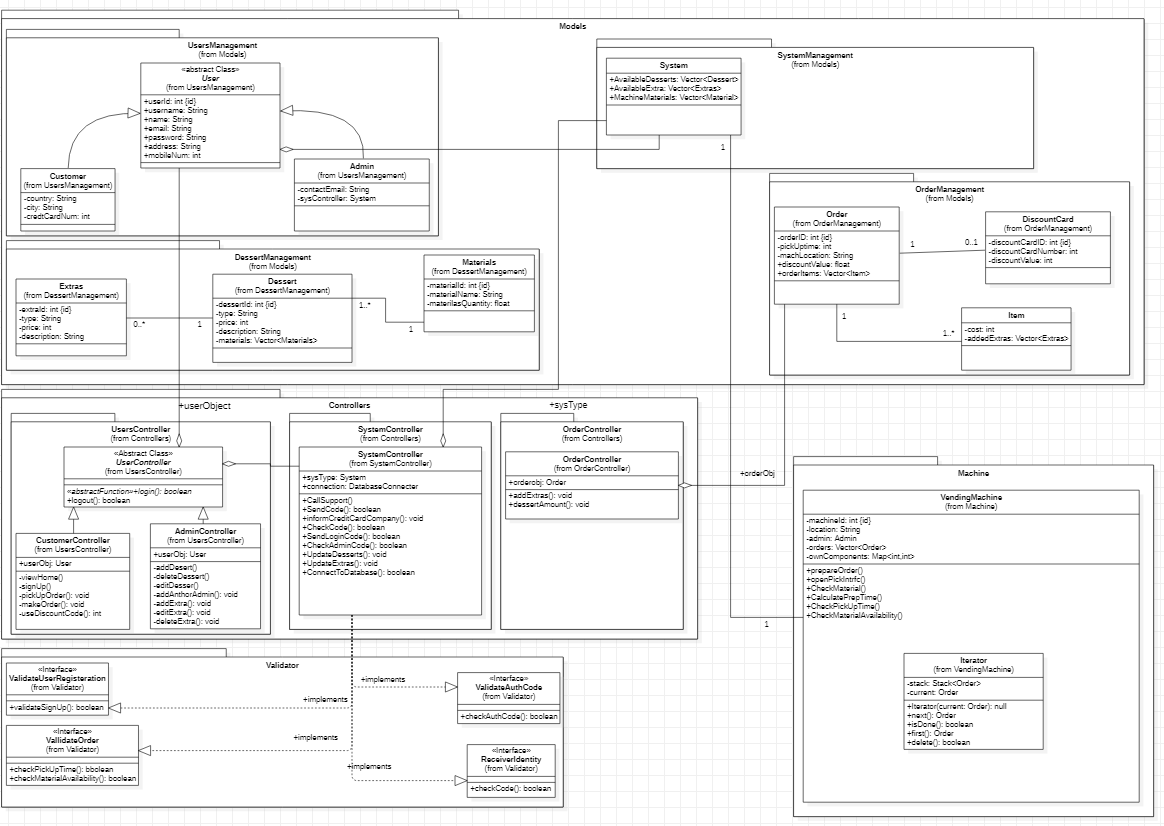 Models
UsersManagement
(from Models)
«abstract Class»
User
(from UsersManagement)
+userId: int {id}
+username: String
+name: String
+email: String
+password: String
+address: String
+mobileNum: int
Customer
(from UsersManagement)
-country: String
-city: String
-credtCardNum: int
Admin
(from UsersManagement)
-contactEmail: String
-sysController: System
SystemManagement
(from Models)
System
+AvailableDesserts: Vector<Dessert>
+AvailableExtra: Vector<Extras>
+MachineMaterials: Vector<Material>
1
OrderManagement
(from Models)
Order
(from OrderManagement)
-orderID: int {id}
-pickUptime: int
-machLocation: String
+discountValue: float
+orderItems: Vector<Item>
1
0..1
DiscountCard
(from OrderManagement)
-discountCardID: int {id}
-discountCardNumber: int
-discountValue: int
1
1..*
Item
-cost: int
-addedExtras: Vector<Extras>
DessertManagement
(from Models)
Extras
(from DessertManagement)
-extraId: int {id}
-type: String
-price: int
-description: String
0..*
1
Dessert
(from DessertManagement)
-dessertId: int {id}
-type: String
-price: int
-description: String
-materials: Vector<Materials>
1..*
1
Materials
(from DessertManagement)
-materialId: int {id}
-materialName: String
-materilasQuantity: float
Controllers
+userObject
+sysType
UsersController
(from Controllers)
«Abstract Class»
UserController
(from UsersController)
«abstractFunction»+login(): boolean
+logout(): boolean
CustomerController
(from UsersController)
+userObj: User
-viewHome()
-signUp()
-pickUpOrder(): void
-makeOrder(): void
-useDiscountCode(): int
AdminController
(from UsersController)
+userObj: User
-addDesert()
-deleteDessert()
-editDesser()
-addAnthorAdmin(): void
-addExtra(): void
-editExtra(): void
-deleteExtra(): void
SystemController
(from Controllers)
SystemController
(from SystemController)
+sysType: System
+connection: DatabaseConnecter
+CallSupport()
+SendCode(): boolean
+informCreditCardCompany(): void
+CheckCode(): boolean
+SendLoginCode(): boolean
+CheckAdminCode(): boolean
+UpdateDesserts(): void
+UpdateExtras(): void
+ConnectToDatabase(): boolean
OrderController
(from Controllers)
OrderController
(from OrderController)
+orderobj: Order
+addExtras(): void
+dessertAmount(): void
+orderObj
Machine
VendingMachine
(from Machine)
-machineId: int {id}
-location: String
-admin: Admin
-orders: Vector<Order>
-ownComponents: Map<int,int>
+prepareOrder()
+openPickIntrfc()
+CheckMaterial()
+CalculatePrepTime()
+CheckPickUpTime()
+CheckMaterialAvailability()
1
Iterator
(from VendingMachine)
-stack: Stack<Order>
-current: Order
+Iterator(current: Order): null
+next(): Order
+isDone(): boolean
+first(): Order
+delete(): boolean
Validator
«Interface»
ValidateUserRegisteration
(from Validator)
+validateSignUp(): boolean
+implements
+implements
«Interface»
ValidateAuthCode
(from Validator)
+checkAuthCode(): boolean
«Interface»
VallidateOrder
(from Validator)
+checkPickUpTime(): bbolean
+checkMaterialAvailability(): boolean
+implements
+implements
«Interface»
ReceiverIdentity
(from Validator)
+checkCode(): boolean